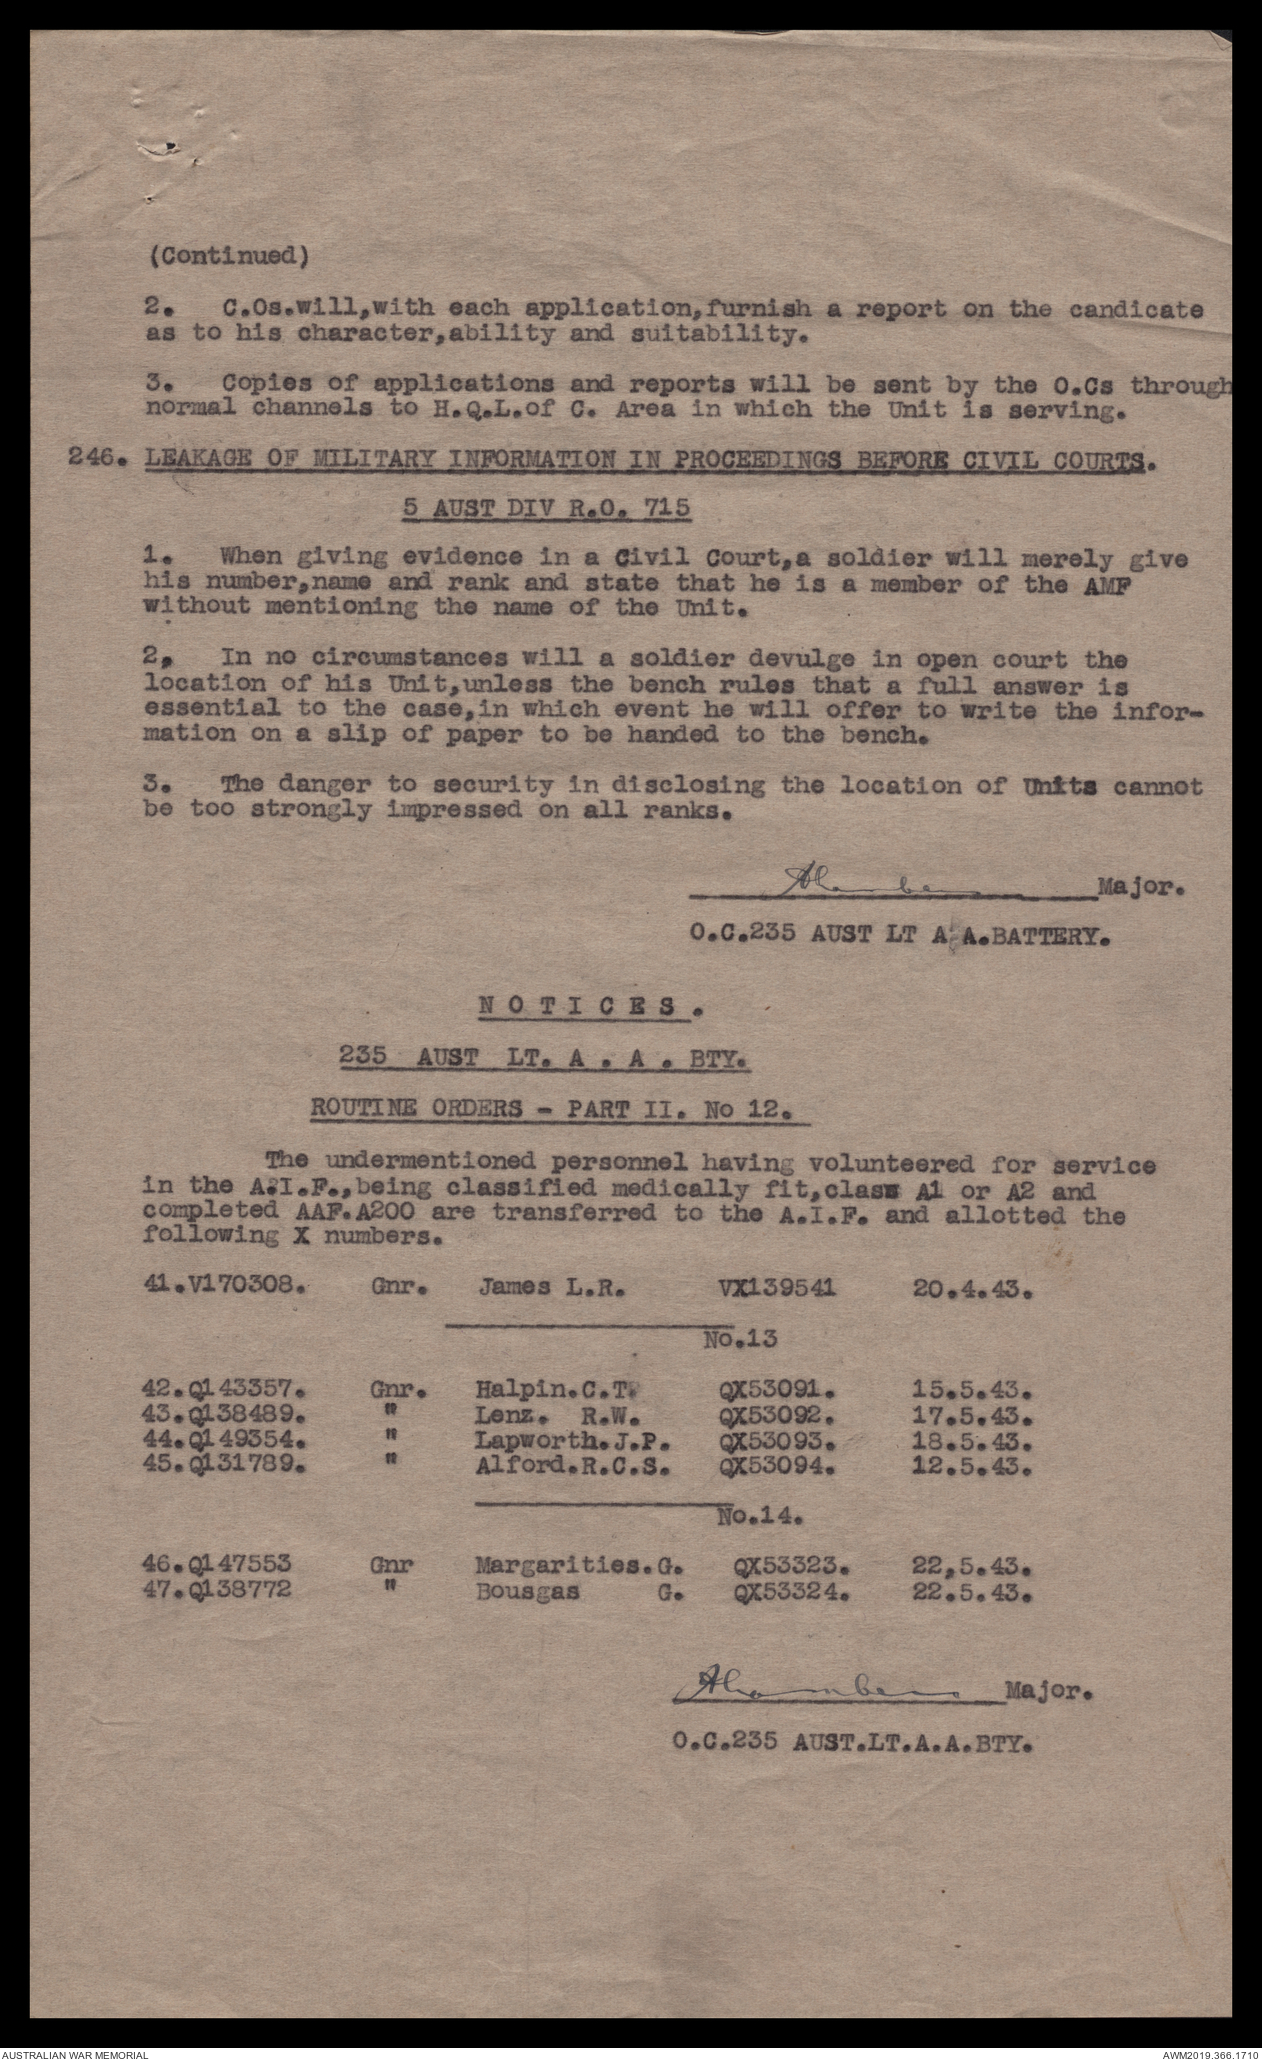 (Continued)
2. C.Os.will,with each application,furnish a report on the candicate
as to his character,ability and suitability.
3. Copies of applications and reports will be sent by the O.Cs through
normal channels to H.Q.L.of C. Area in which the Unit is serving.
246. LEAKAGE OF MILITARY INFORMATION IN PROCEEDINGS BEFORE CIVIL COURTS.
5 AUST DIV R.O. 715
1. When giving evidence in a Civil Court,a soldier will merely give
his number,name and rank and state that he is a member of the AMF
without mentioning the name of the Unit.
2, In no circumstances will a soldier devulge in open court the
location of his Unit,unless the bench rules that a full answer is
essential to the case,in which event he will offer to write the infor-
mation on a slip of paper to be handed to the bench.
3. The danger to security in disclosing the location of Units cannot
be too strongly impressed on all ranks.
Major.
O.C.235 AUST LT A A.BATTERY.
N O T I C E S .
235 AUST LT. A . A . BTY.
ROUTINE ORDERS - PART II. No 12.
The undermentioned personnel having volunteered for service
in the A.I.F.,being classified medically fit,class A1 or A2 and
completed AAF.A200 are transferred to the A.I.F. and allotted the
following X numbers.
41.V170308. Gnr. James L.R. VX139541 20.4.43.
No.13
42.Q143357. Gnr. Halpin.C.T. QX53091. 15.5.43.
43.Q138489. " Lenz. R.W. QX53092. 17.5.43.
44.Q149354. " Lapworth.J.P. QX53093. 18.5.43.
45.Q131789. " Alford.R.C.S. QX53094. 12.5.43.
No.14.
46.Q147553 Gnr Margarities.G. QX53323. 22,5.43.
47.Q138772 " Bousgas G. QX53324. 22.5.43.
Major.
O.C.235 AUST.LT.A.A.BTY.
AUSTRALIAN WAR MEMORIAL AWM2019.366.1710